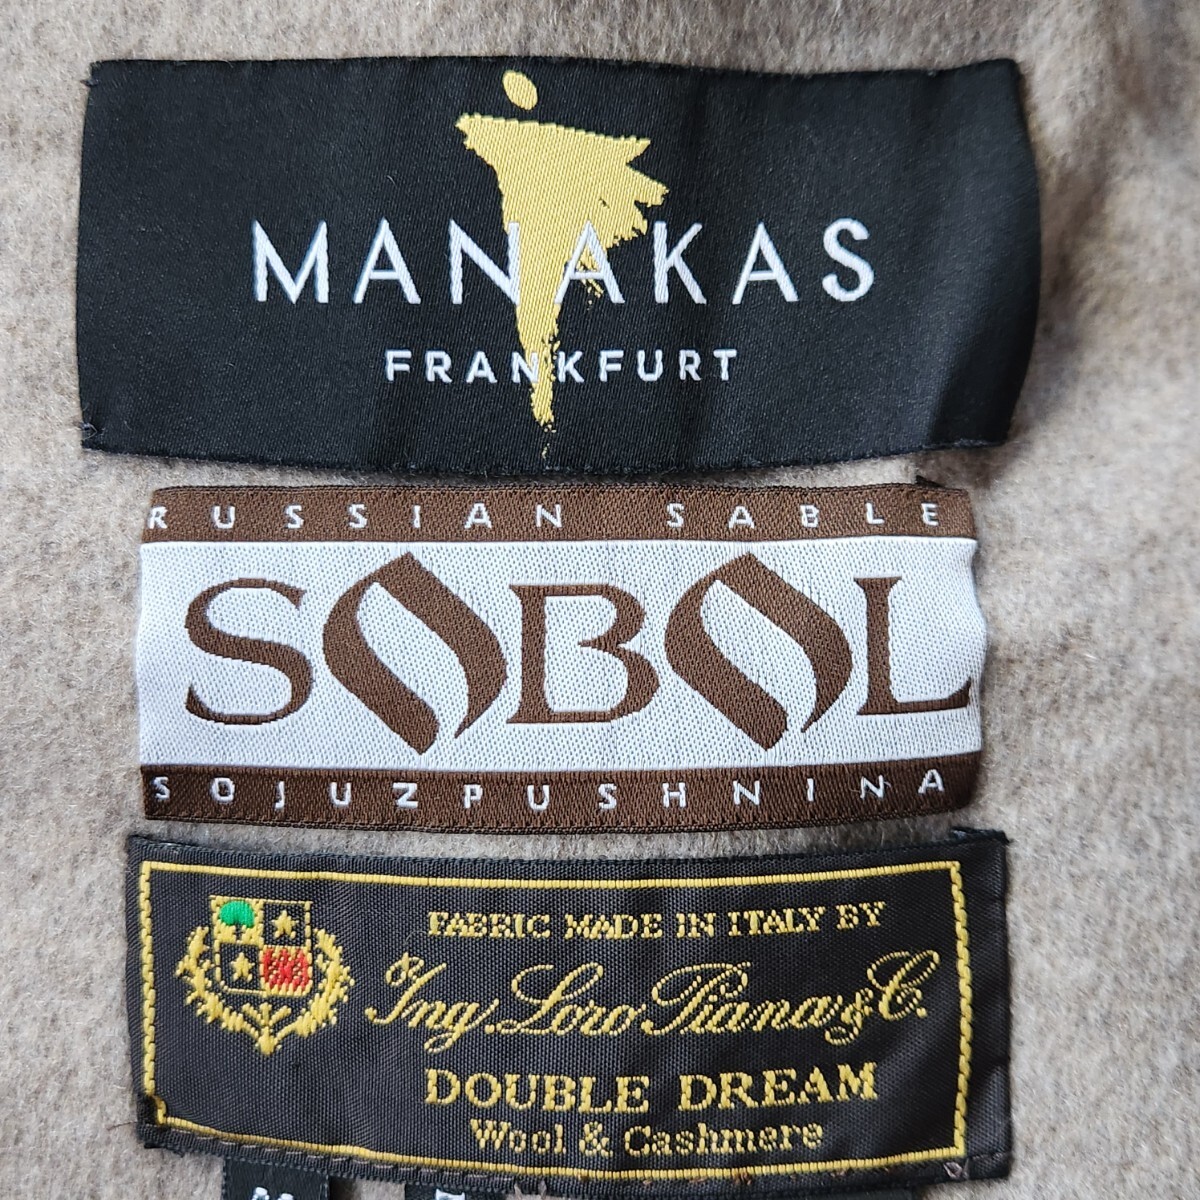 MANAKAS
FRANKFURT
RUSSIAN SABLE
SOBOL
SOJUZPUSHNINA
FABRIC MADE IN ITALY BY
Ing. Loro Piana & C.
DOUBLE DREAM
Wool & Cashmere